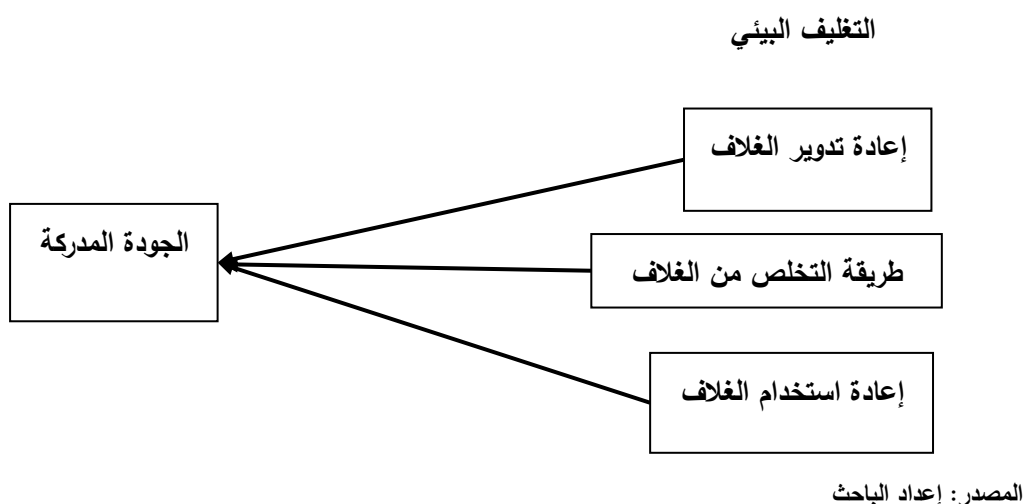 التغليف البيئي
إعادة تدوير الغلاف
الجودة المدركة
طريقة التخلص من الغلاف
إعادة استخدام الغلاف
المصدر: إعداد الباحث